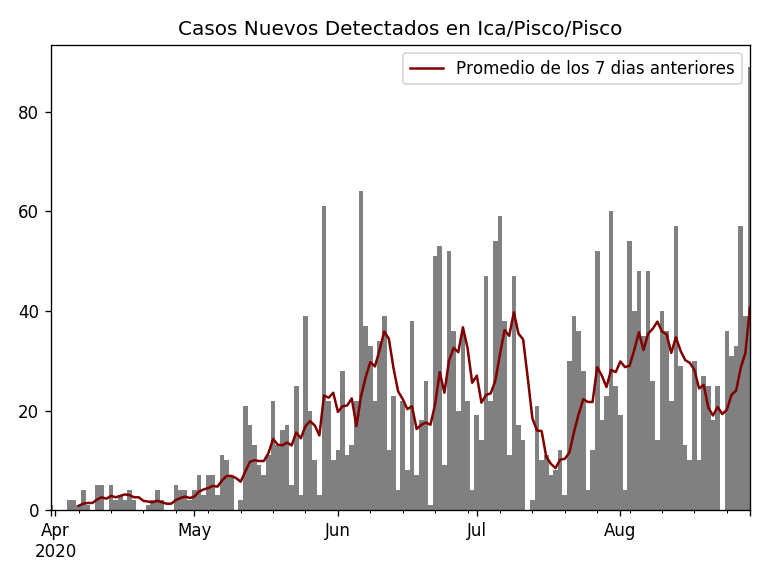 Casos Nuevos Detectados en Ica/Pisco/Pisco
Promedio de los 7 dias anteriores
80
60
40
20
0
Apr May Jun Jul Aug
2020